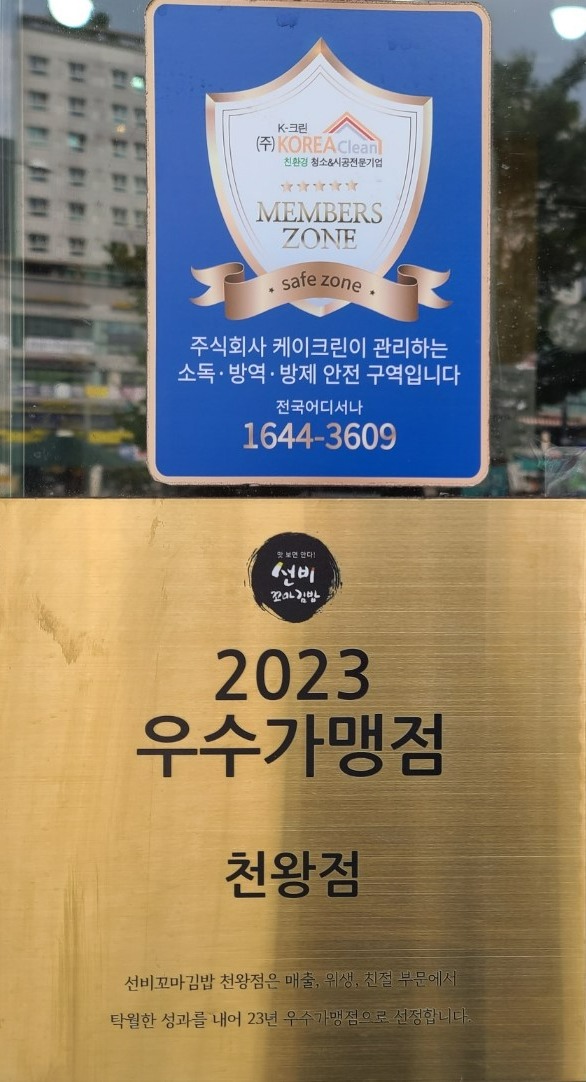 K-크린
(주) KOREA Clean
친환경 청소&시공전문기업
MEMBERS
ZONE
safe zone
주식회사 케이크린이 관리하는
소독·방역·방제 안전 구역입니다
전국어디서나
1644-3609
맛 보면 안다!
선비
꼬마김밥
2023
우수가맹점
천왕점
선비꼬마김밥 천왕점은 매출, 위생, 친절 부문에서
탁월한 성과를 내어 23년 우수가맹점으로 선정합니다.